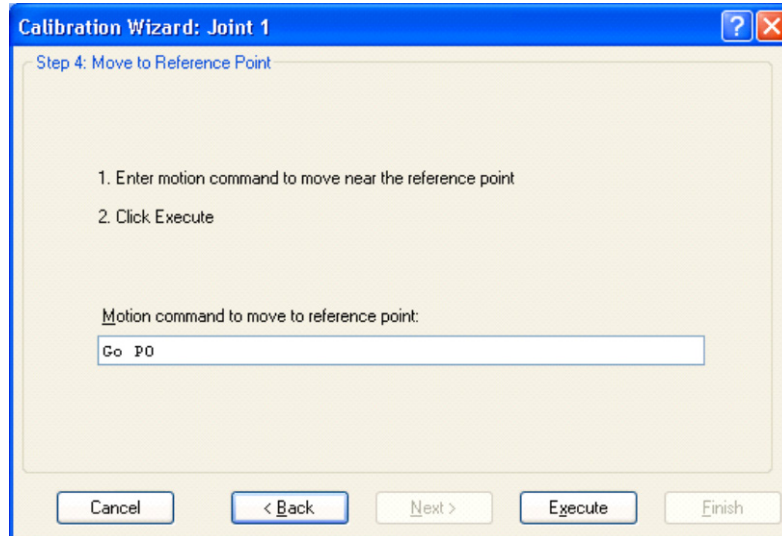 Calibration Wizard: Joint 1
Step 4: Move to Reference Point
1. Enter motion command to move near the reference point
2. Click Execute
Motion command to move to reference point:
Go P0
Cancel
< Back
Next >
Execute
Finish